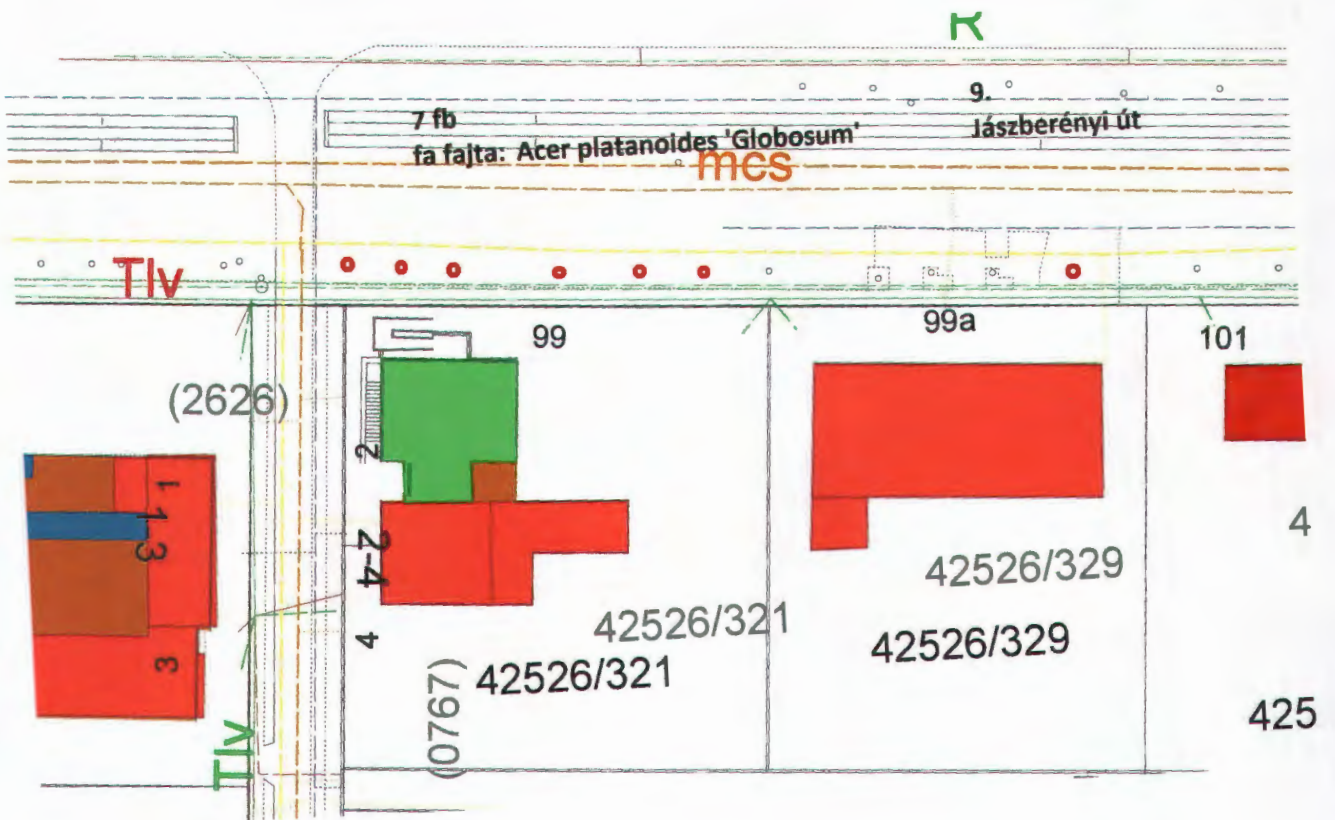 R
7 fb
fa fajta: Acer platanoides 'Globosum'
9.
Jászberényi út
mcs
Tlv
99
99a
101
(2626)
2
1
1
3
2-4
3
4
42526/321
42526/321
(0767)
42526/329
42526/329
4
425
Tlv